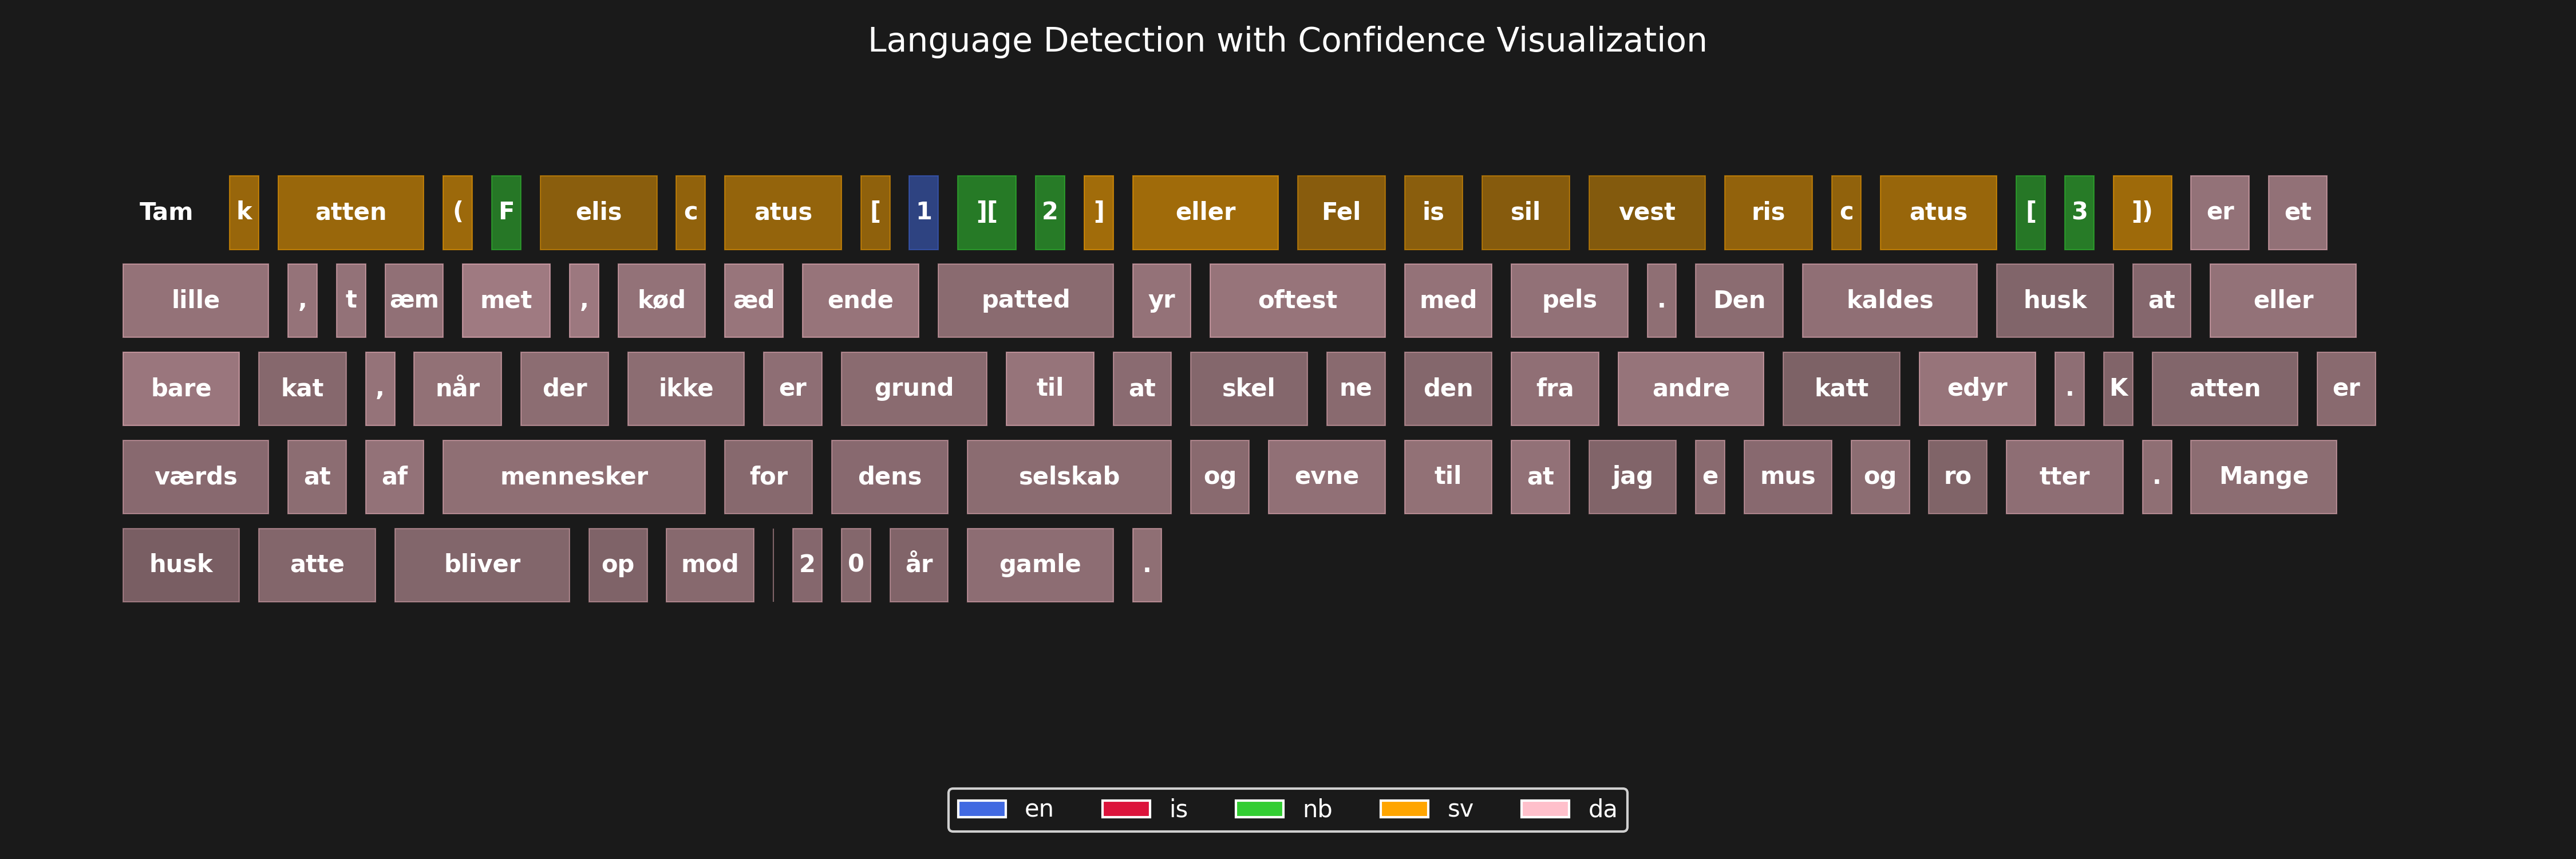 Language Detection with Confidence Visualization
Tam k atten ( F elis c atus [ 1 ][ 2 ] eller Fel is sil vest ris c atus [ 3 ]) er et
lille , t æm met , kød æd ende patted yr oftest med pels . Den kaldes husk at eller
bare kat , når der ikke er grund til at skel ne den fra andre katt edyr . K atten er
værds at af mennesker for dens selskab og evne til at jag e mus og ro tter . Mange
husk atte bliver op mod 2 0 år gamle .
en is nb sv da